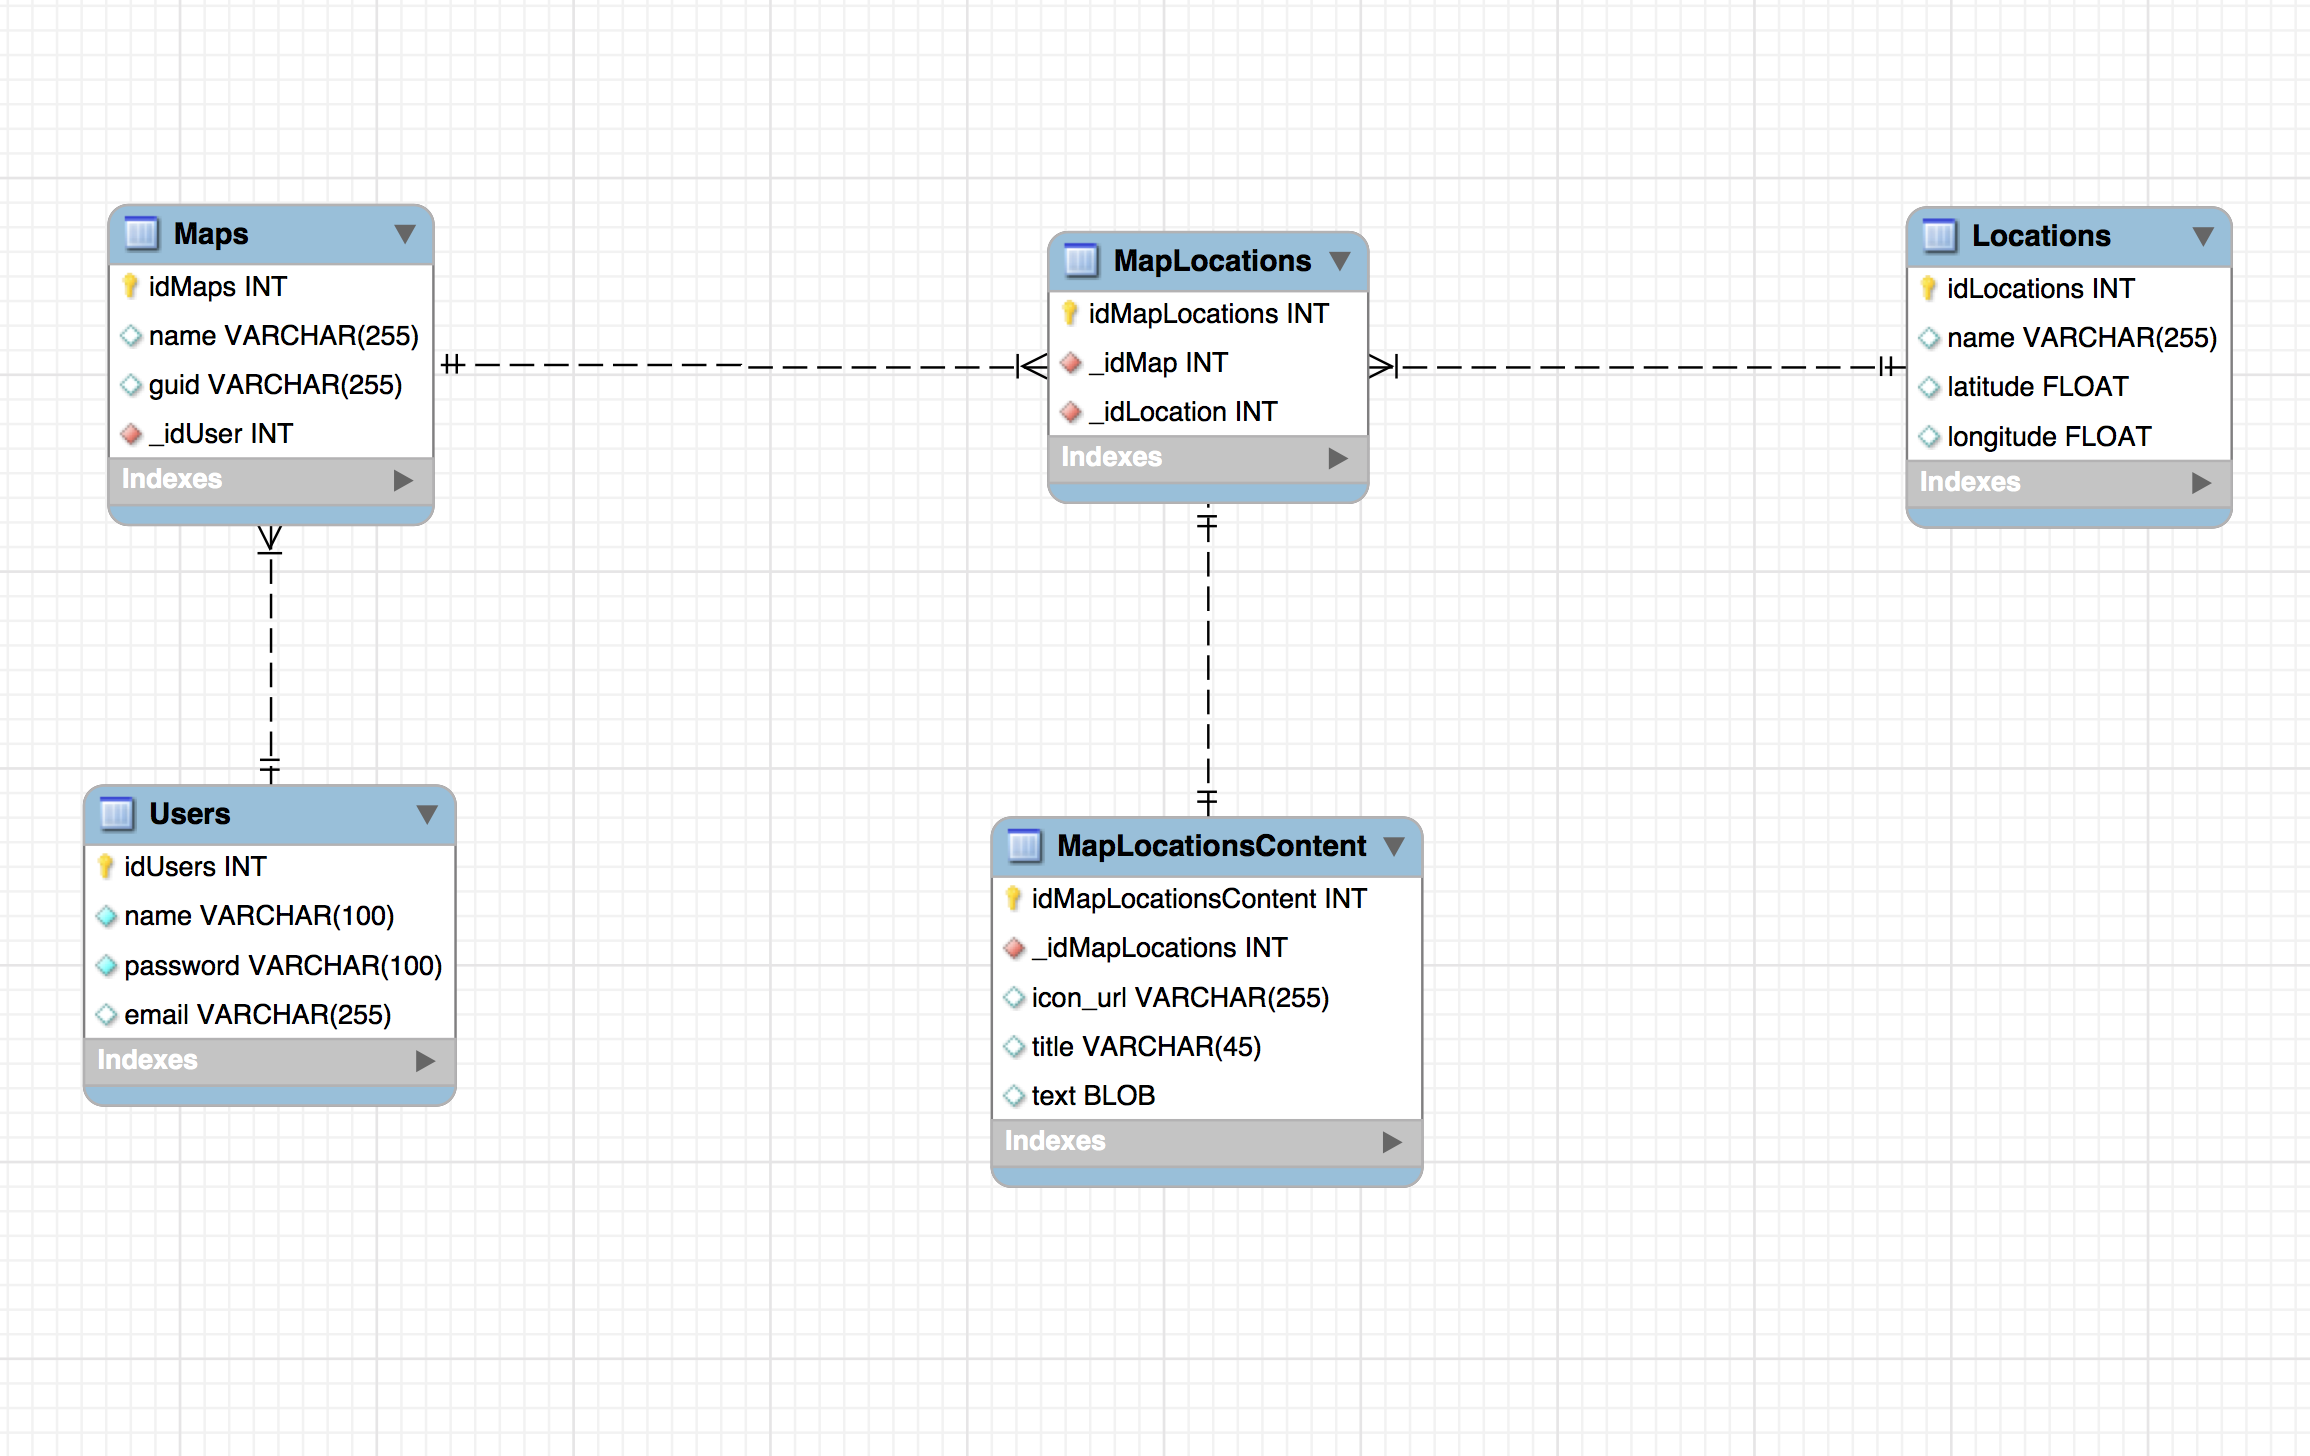 Maps
idMaps INT
name VARCHAR(255)
guid VARCHAR(255)
_idUser INT
Indexes
MapLocations
idMapLocations INT
_idMap INT
_idLocation INT
Indexes
Locations
idLocations INT
name VARCHAR(255)
latitude FLOAT
longitude FLOAT
Indexes
Users
idUsers INT
name VARCHAR(100)
password VARCHAR(100)
email VARCHAR(255)
Indexes
MapLocationsContent
idMapLocationsContent INT
_idMapLocations INT
icon_url VARCHAR(255)
title VARCHAR(45)
text BLOB
Indexes